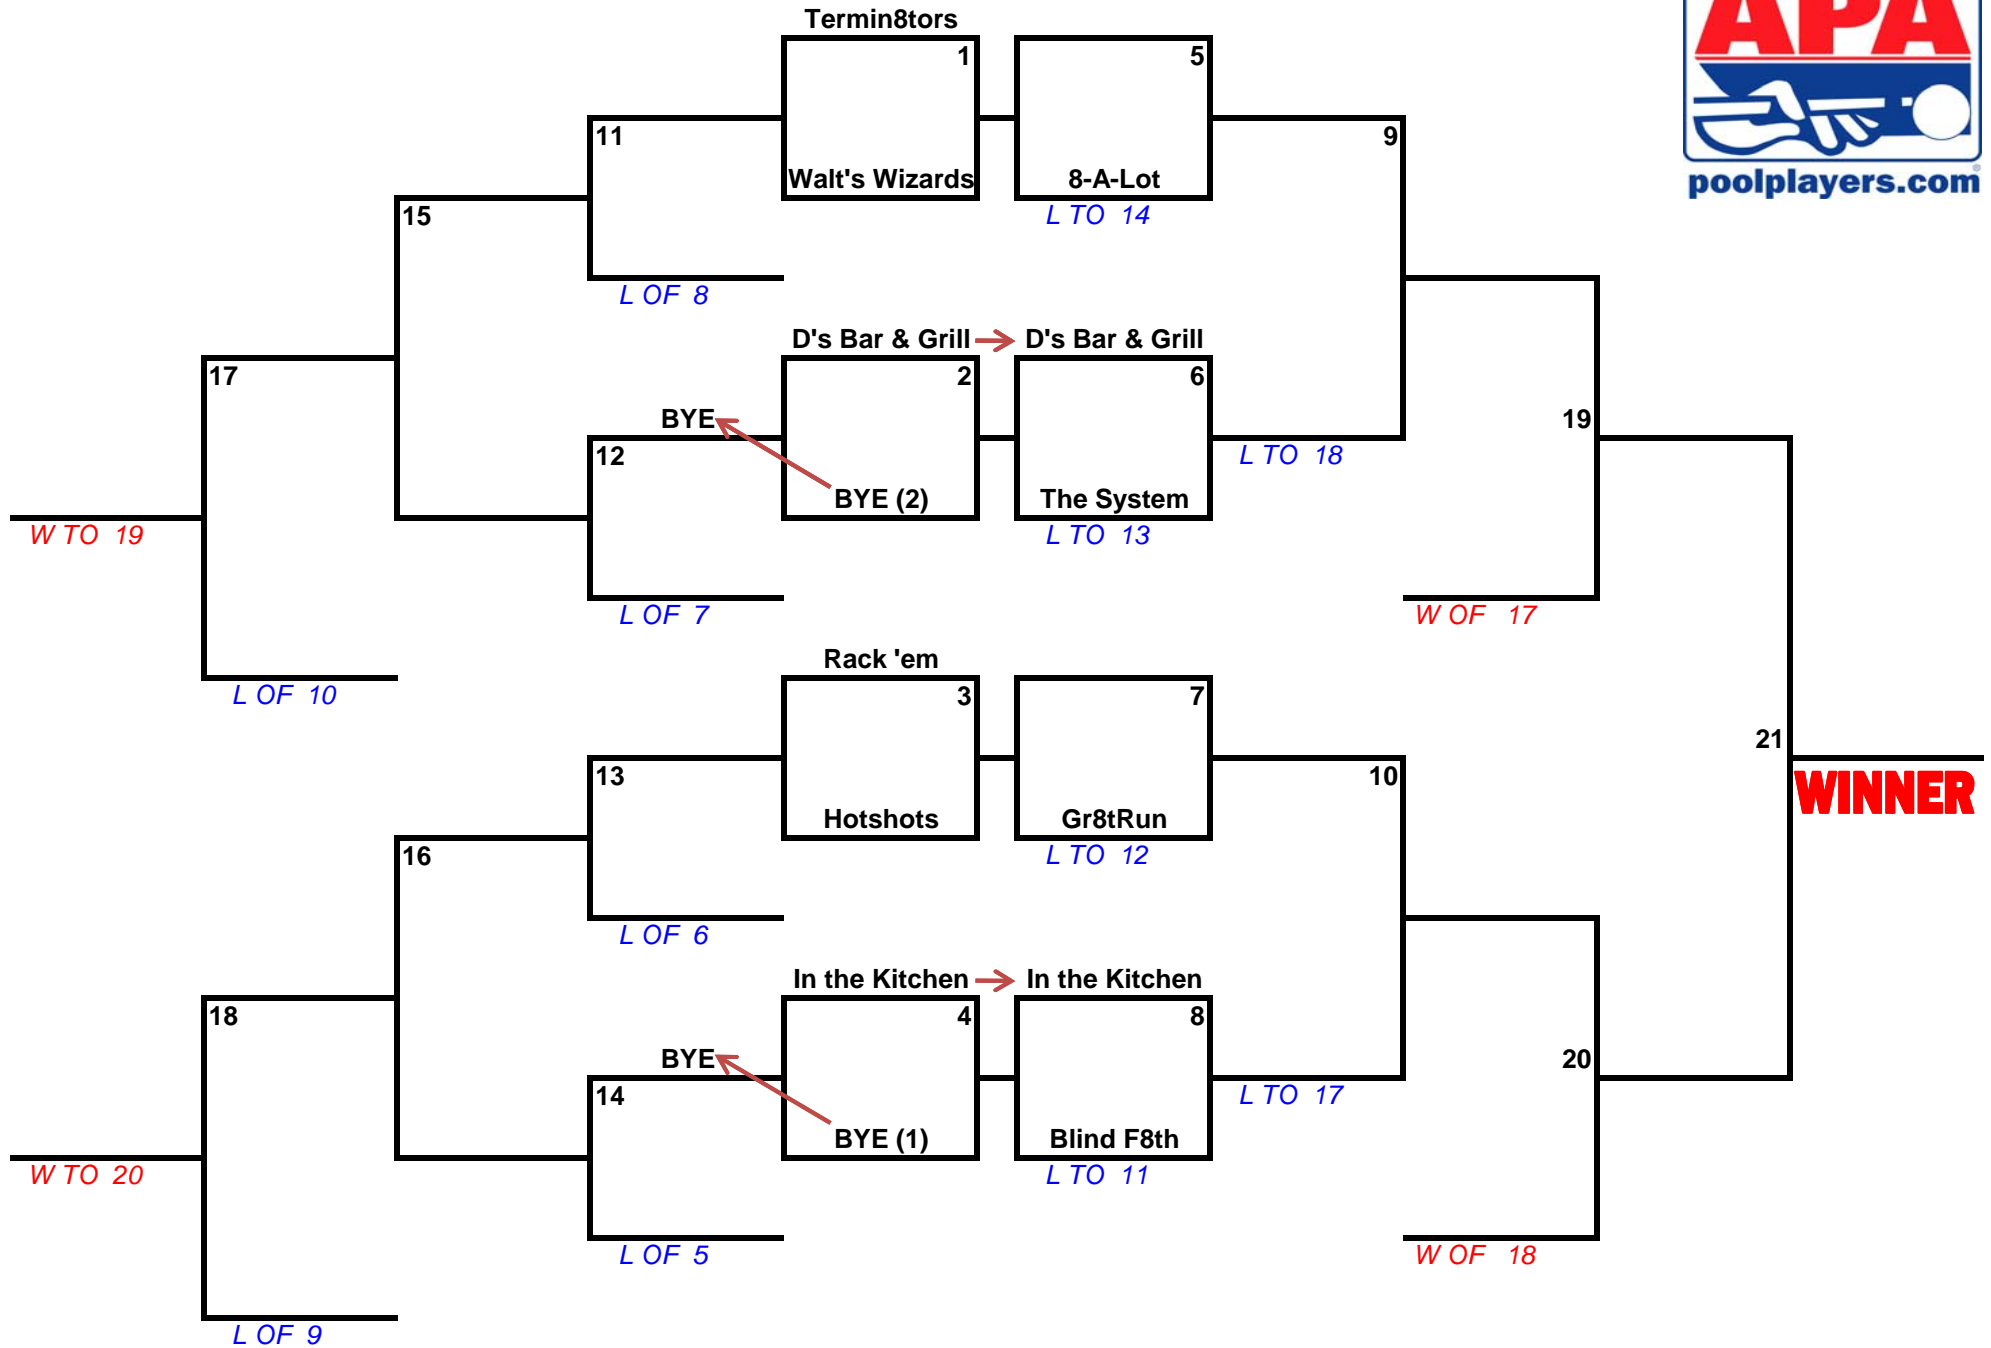 Termin8tors
APA
1
5
11
9
Walt's Wizards
8-A-Lot
poolplayers.com
15
L TO 14
L OF 8
D's Bar & Grill
D's Bar & Grill
17
2
6
BYE
19
12
L TO 18
BYE (2)
The System
W TO 19
L TO 13
L OF 7
W OF 17
Rack 'em
L OF 10
3
7
21
13
10
WINNER
Hotshots
Gr8tRun
16
L TO 12
L OF 6
In the Kitchen
In the Kitchen
18
4
8
BYE
20
14
L TO 17
BYE (1)
Blind F8th
W TO 20
L TO 11
L OF 5
W OF 18
L OF 9